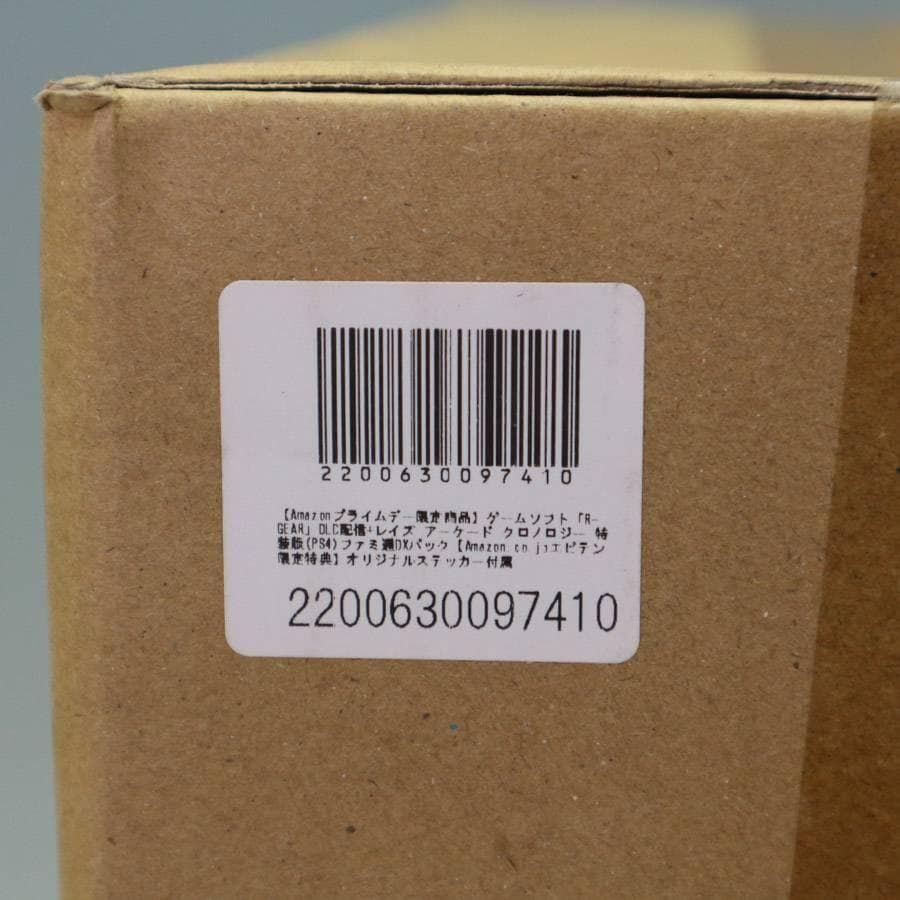 2200630097410
【Amazonプライムデー限定商品】ゲームソフト「R-
GEAR」DLC配信+レイズ アーケード クロノロジー 特
装版(PS4)ファミ通DXパック【Amazon.co.jpエビテン
限定特典】オリジナルステッカー付属
2200630097410